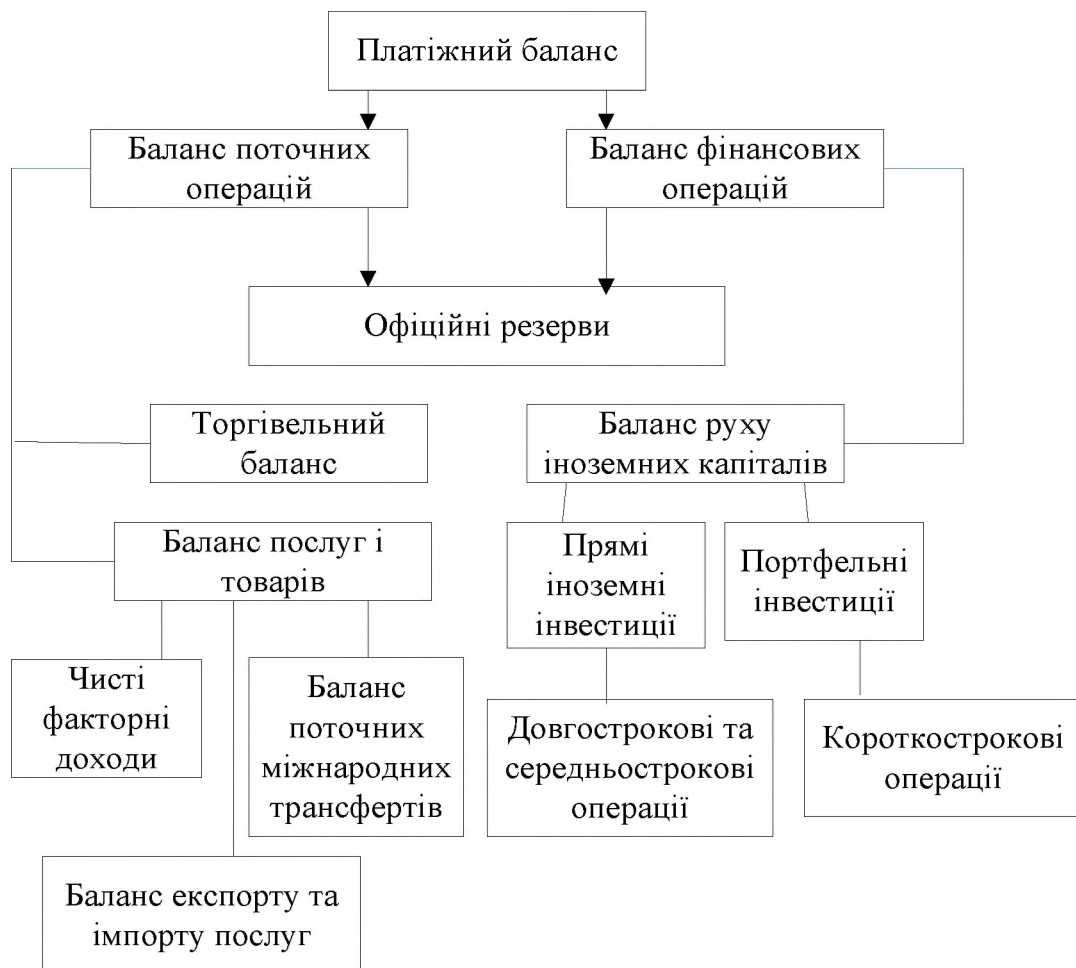 Платіжний баланс
Баланс поточних
операцій
Баланс фінансових
операцій
Офіційні резерви
Торгівельний
баланс
Баланс руху
іноземних капіталів
Баланс послуг і
товарів
Прямі
іноземні
інвестиції
Портфельні
інвестиції
Чисті
факторні
доходи
Баланс
поточних
міжнародних
трансфертів
Довгострокові та
середньострокові
операції
Короткострокові
операції
Баланс експорту та
імпорту послуг